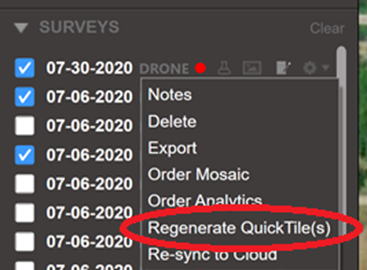 SURVEYS Clear
07-30-2020 DRONE
07-06-2020 Notes
07-06-2020 Delete
07-06-2020 Export
07-06-2020 Order Mosaic
07-06-2020 Order Analytics
07-06-2020 Regenerate QuickTile(s)
07-06-2020 Re-sync to Cloud